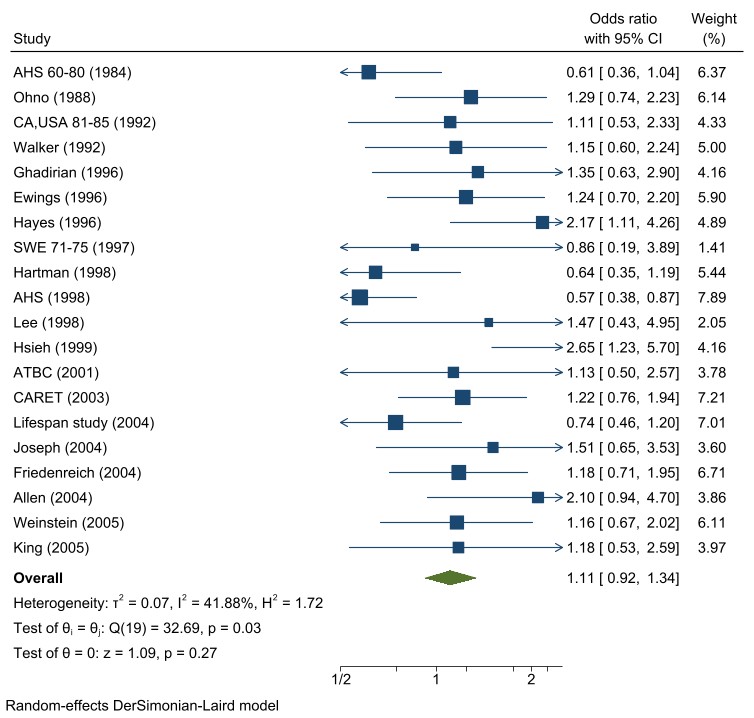 Odds ratio Weight
Study with 95% CI (%)
AHS 60-80 (1984) 0.61 [ 0.36, 1.04] 6.37
Ohno (1988) 1.29 [ 0.74, 2.23] 6.14
CA,USA 81-85 (1992) 1.11 [ 0.53, 2.33] 4.33
Walker (1992) 1.15 [ 0.60, 2.24] 5.00
Ghadirian (1996) 1.35 [ 0.63, 2.90] 4.16
Ewings (1996) 1.24 [ 0.70, 2.20] 5.90
Hayes (1996) 2.17 [ 1.11, 4.26] 4.89
SWE 71-75 (1997) 0.86 [ 0.19, 3.89] 1.41
Hartman (1998) 0.64 [ 0.35, 1.19] 5.44
AHS (1998) 0.57 [ 0.38, 0.87] 7.89
Lee (1998) 1.47 [ 0.43, 4.95] 2.05
Hsieh (1999) 2.65 [ 1.23, 5.70] 4.16
ATBC (2001) 1.13 [ 0.50, 2.57] 3.78
CARET (2003) 1.22 [ 0.76, 1.94] 7.21
Lifespan study (2004) 0.74 [ 0.46, 1.20] 7.01
Joseph (2004) 1.51 [ 0.65, 3.53] 3.60
Friedenreich (2004) 1.18 [ 0.71, 1.95] 6.71
Allen (2004) 2.10 [ 0.94, 4.70] 3.86
Weinstein (2005) 1.16 [ 0.67, 2.02] 6.11
King (2005) 1.18 [ 0.53, 2.59] 3.97
Overall 1.11 [ 0.92, 1.34]
Heterogeneity: τ² = 0.07, I² = 41.88%, H² = 1.72
Test of θᵢ = θⱼ: Q(19) = 32.69, p = 0.03
Test of θ = 0: z = 1.09, p = 0.27
1/2 1 2
Random-effects DerSimonian-Laird model